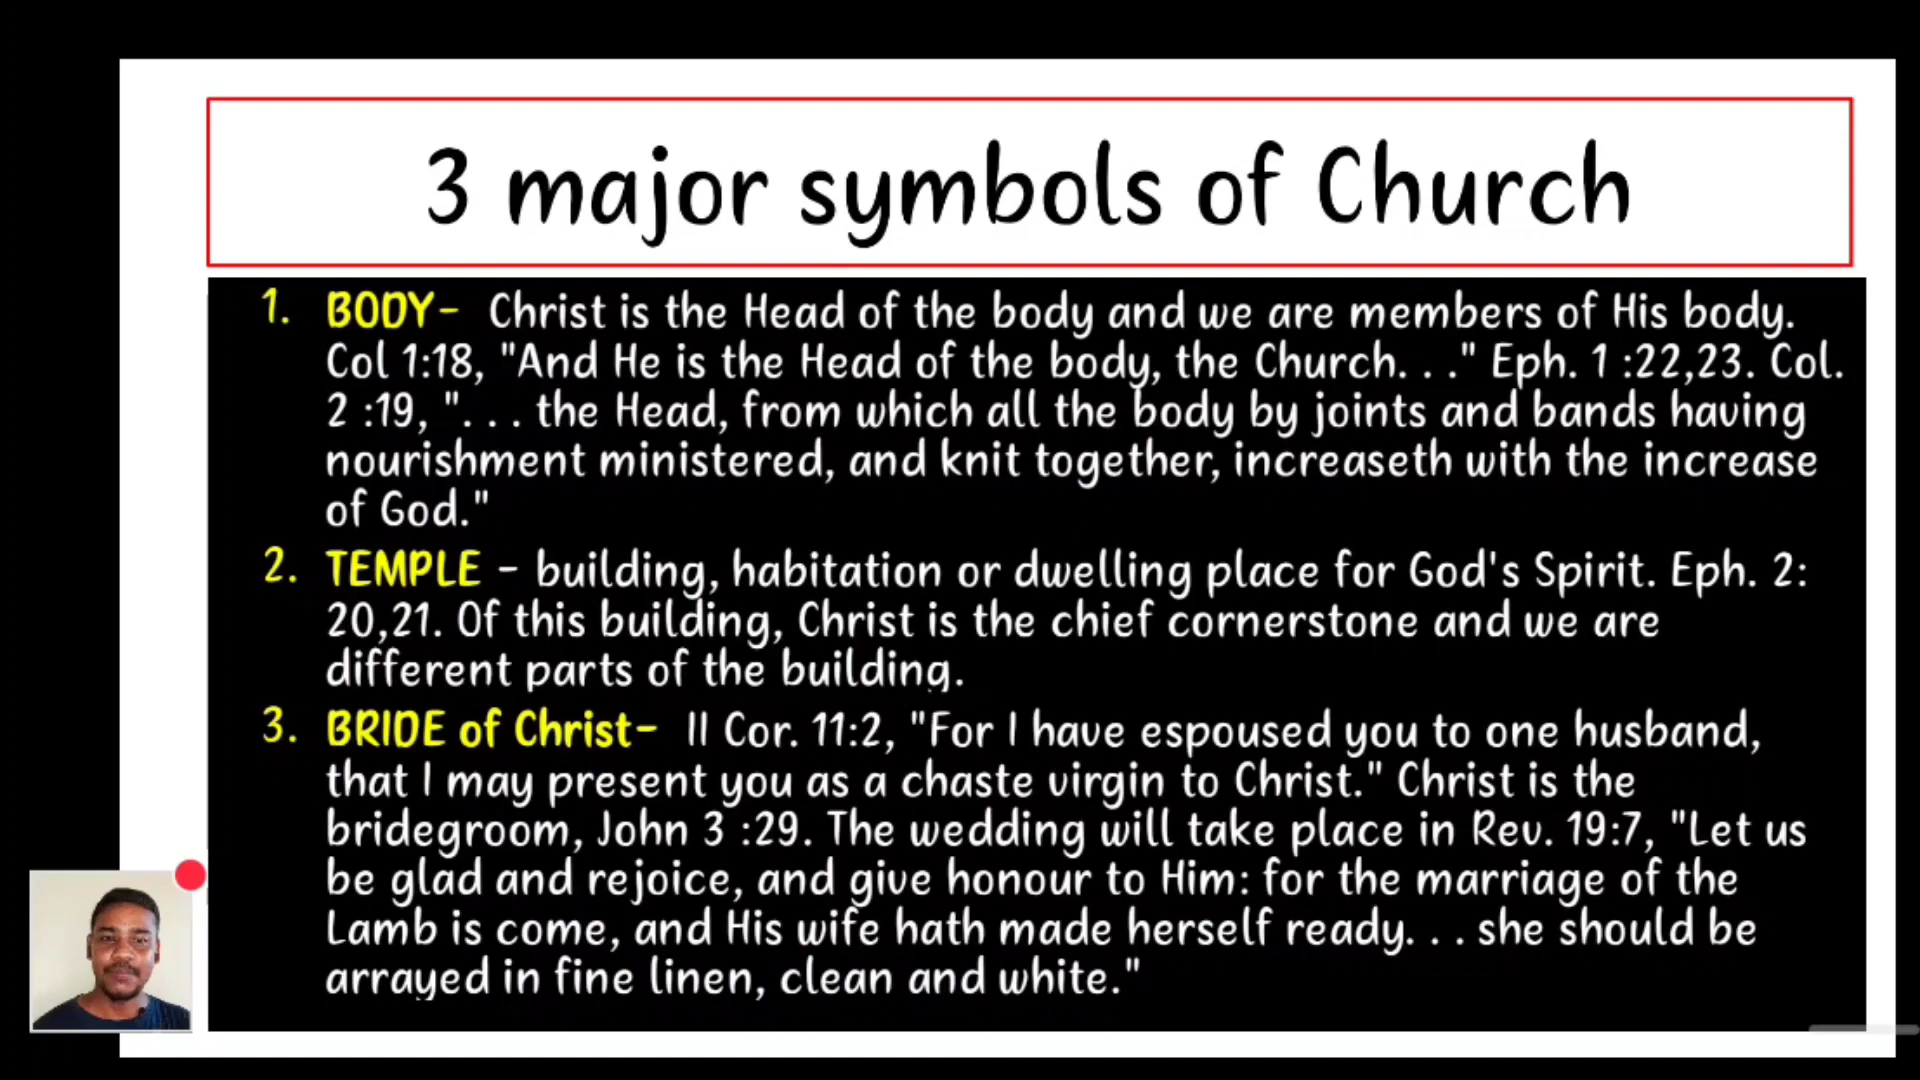 3 major symbols of Church
1. BODY- Christ is the Head of the body and we are members of His body.
Col 1:18, "And He is the Head of the body, the Church. . ." Eph. 1 :22,23. Col.
2 :19, ". . . the Head, from which all the body by joints and bands having
nourishment ministered, and knit together, increaseth with the increase
of God."
2. TEMPLE - building, habitation or dwelling place for God's Spirit. Eph. 2:
20,21. Of this building, Christ is the chief cornerstone and we are
different parts of the building.
3. BRIDE of Christ- II Cor. 11:2, "For I have espoused you to one husband,
that I may present you as a chaste virgin to Christ." Christ is the
bridegroom, John 3 :29. The wedding will take place in Rev. 19:7, "Let us
be glad and rejoice, and give honour to Him: for the marriage of the
Lamb is come, and His wife hath made herself ready. . . she should be
arrayed in fine linen, clean and white."